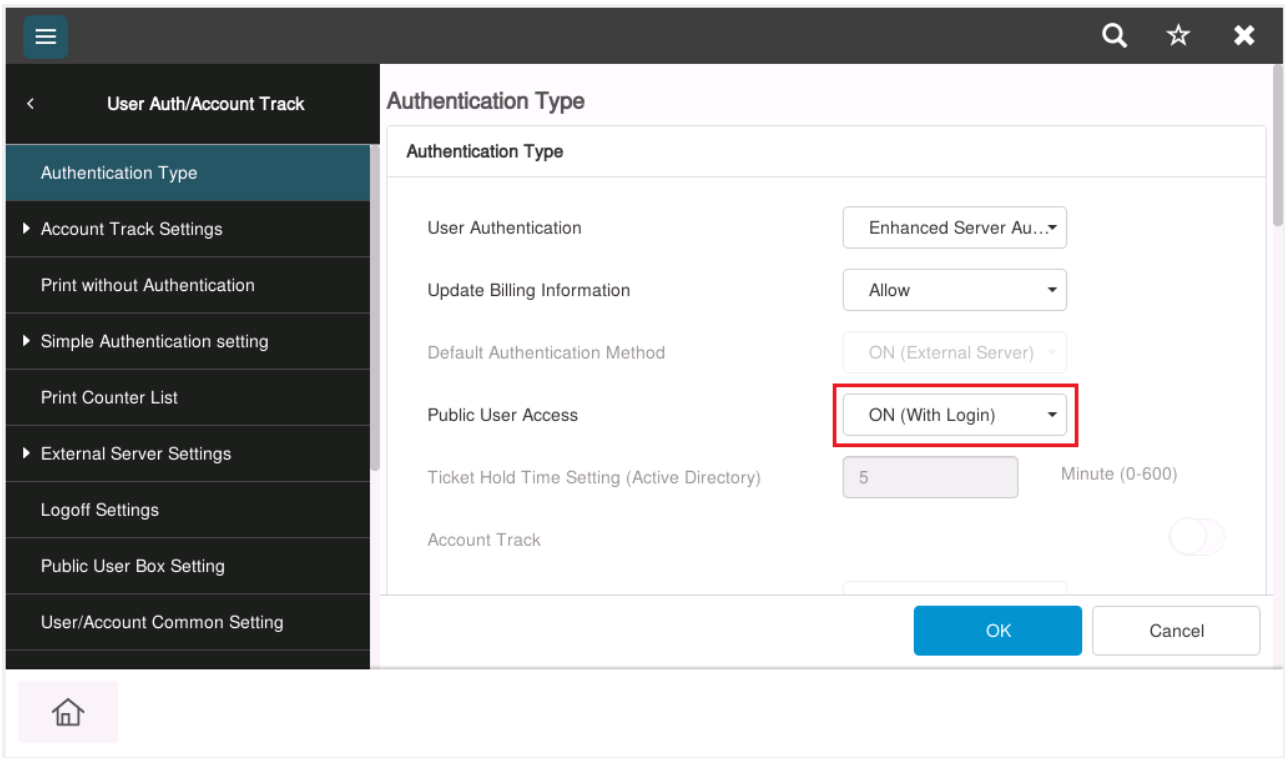 User Auth/Account Track
Authentication Type
Account Track Settings
Print without Authentication
Simple Authentication setting
Print Counter List
External Server Settings
Logoff Settings
Public User Box Setting
User/Account Common Setting
Authentication Type
Authentication Type
User Authentication Enhanced Server Au...
Update Billing Information Allow
Default Authentication Method ON (External Server)
Public User Access ON (With Login)
Ticket Hold Time Setting (Active Directory) 5 Minute (0-600)
Account Track
OK Cancel